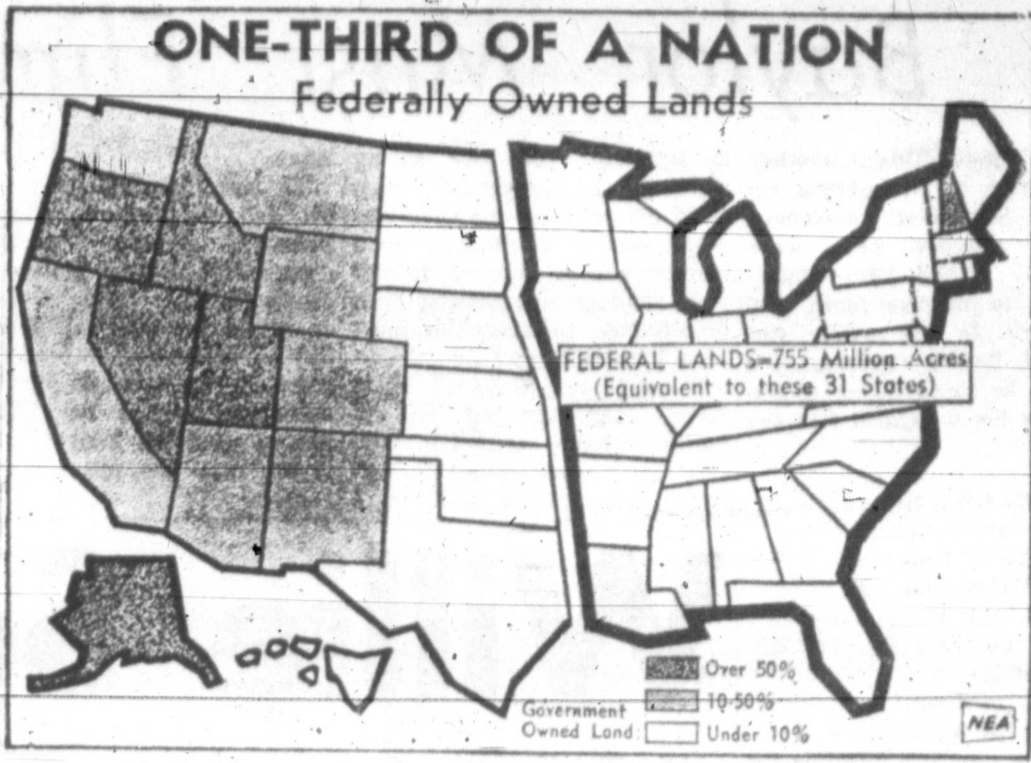 ONE-THIRD OF A NATION
Federally Owned Lands
FEDERAL LANDS=755 Million Acres
(Equivalent to these 31 States)
Over 50%
10-50%
Government
Owned Land:
Under 10%
NEA